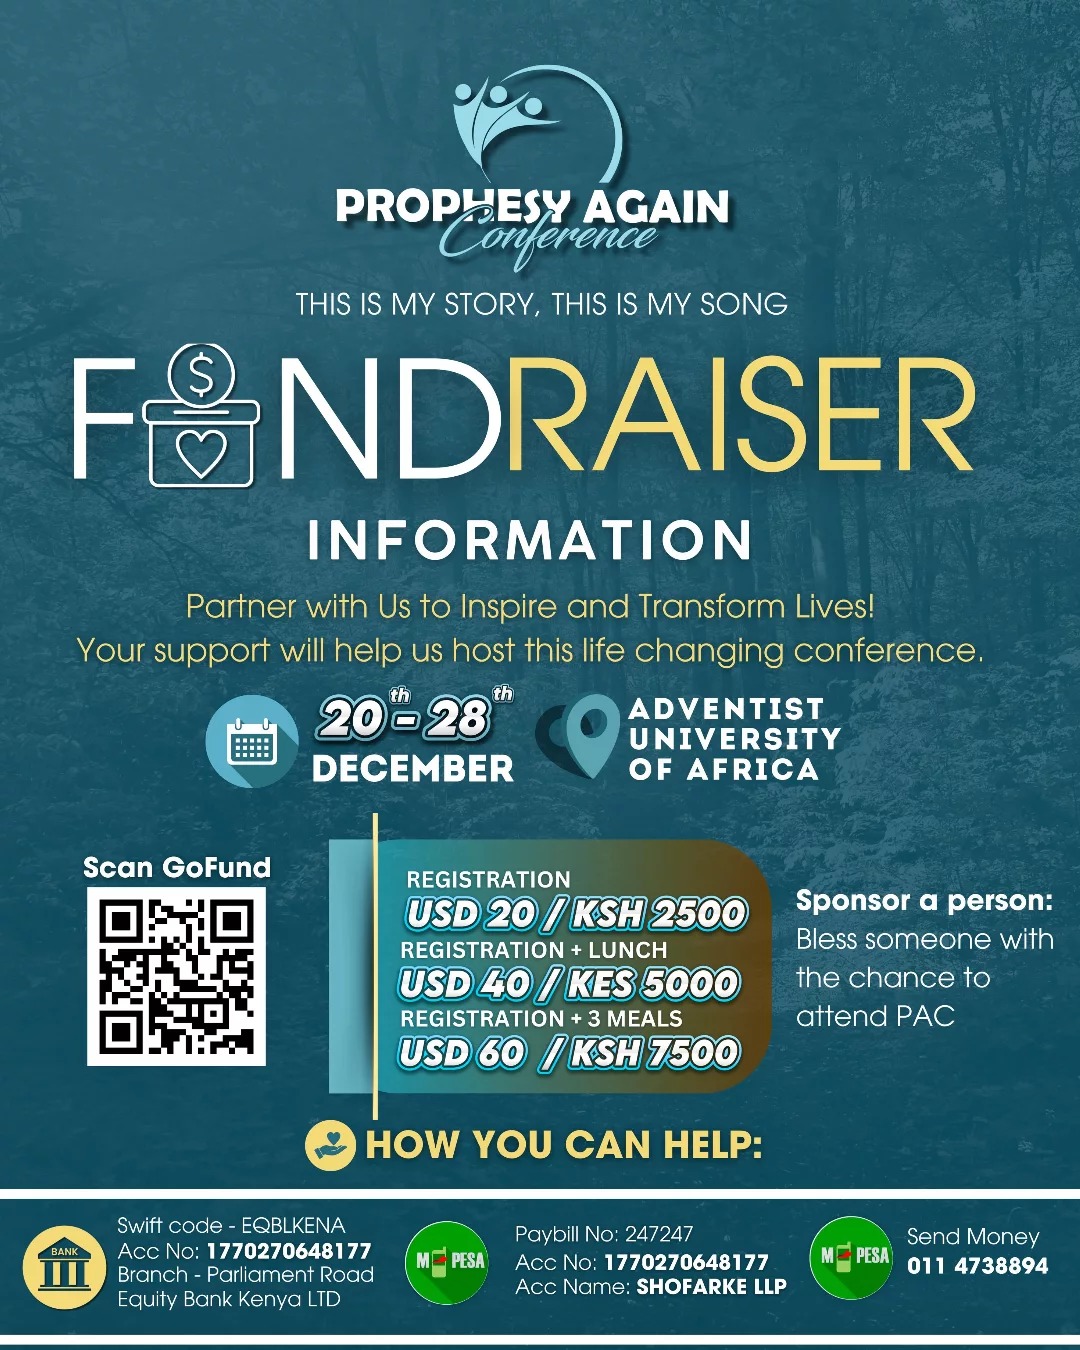 PROPHESY AGAIN
Conference
THIS IS MY STORY, THIS IS MY SONG
FUNDRAISER
INFORMATION
Partner with Us to Inspire and Transform Lives!
Your support will help us host this life changing conference.
20th - 28th
DECEMBER
ADVENTIST
UNIVERSITY
OF AFRICA
Scan GoFund
REGISTRATION
USD 20 / KSH 2500
REGISTRATION + LUNCH
USD 40 / KES 5000
REGISTRATION + 3 MEALS
USD 60 / KSH 7500
Sponsor a person:
Bless someone with
the chance to
attend PAC
HOW YOU CAN HELP:
BANK
Swift code - EQBLKENA
Acc No: 1770270648177
Branch - Parliament Road
Equity Bank Kenya LTD
M PESA
Paybill No: 247247
Acc No: 1770270648177
Acc Name: SHOFARKE LLP
M PESA
Send Money
011 4738894